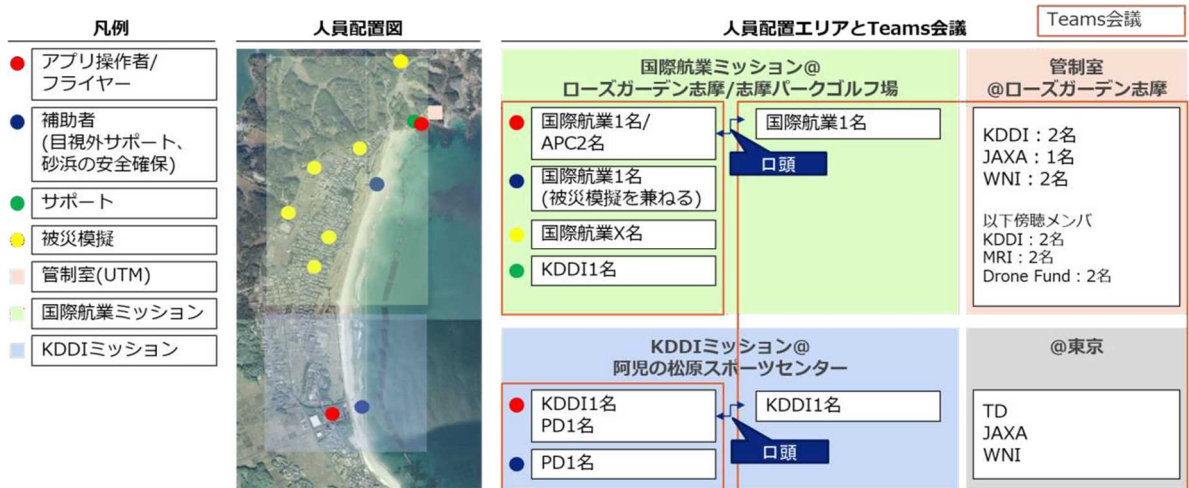 凡例
アプリ操作者/
フライヤー
補助者
(目視外サポート、
砂浜の安全確保)
サポート
被災模擬
管制室(UTM)
国際航業ミッション
KDDIミッション
人員配置図
人員配置エリアとTeams会議
Teams会議
国際航業ミッション@
ローズガーデン志摩/志摩パークゴルフ場
国際航業1名/
APC2名
国際航業1名
口頭
国際航業1名
(被災模擬を兼ねる)
国際航業X名
KDDI1名
管制室
@ローズガーデン志摩
KDDI：2名
JAXA：1名
WNI：2名
以下傍聴メンバ
KDDI：2名
MRI：2名
Drone Fund：2名
KDDIミッション@
阿児の松原スポーツセンター
KDDI1名
PD1名
KDDI1名
口頭
PD1名
@東京
TD
JAXA
WNI